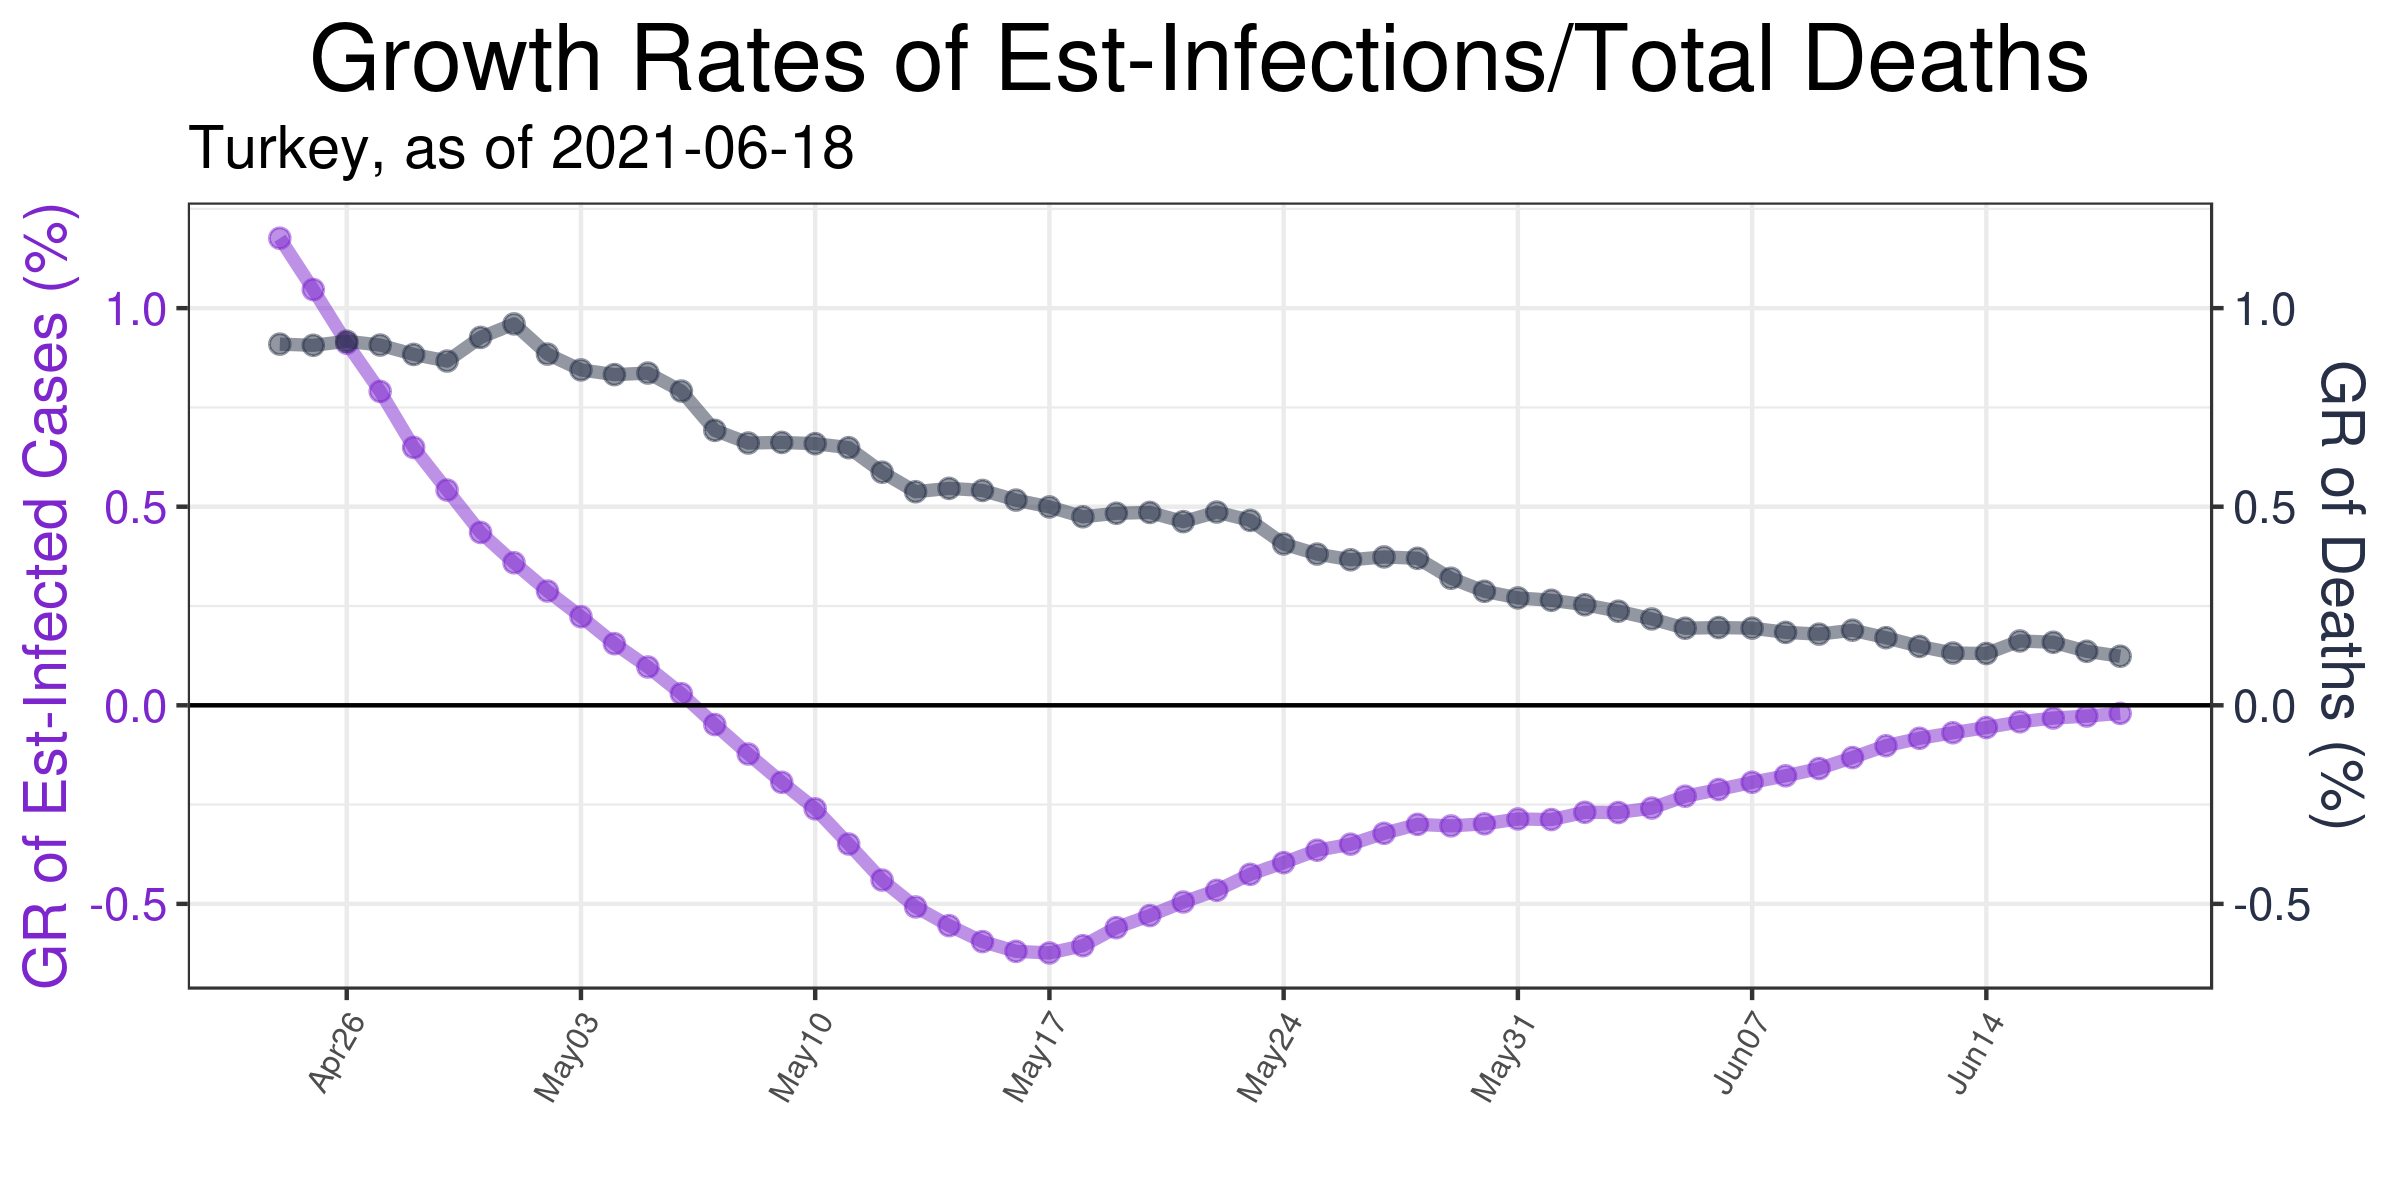 Growth Rates of Est-Infections/Total Deaths
Turkey, as of 2021-06-18
GR of Est-Infected Cases (%)
1.0
0.5
0.0
-0.5
1.0
0.5
0.0
-0.5
GR of Deaths (%)
Apr26
May03
May10
May17
May24
May31
Jun07
Jun14